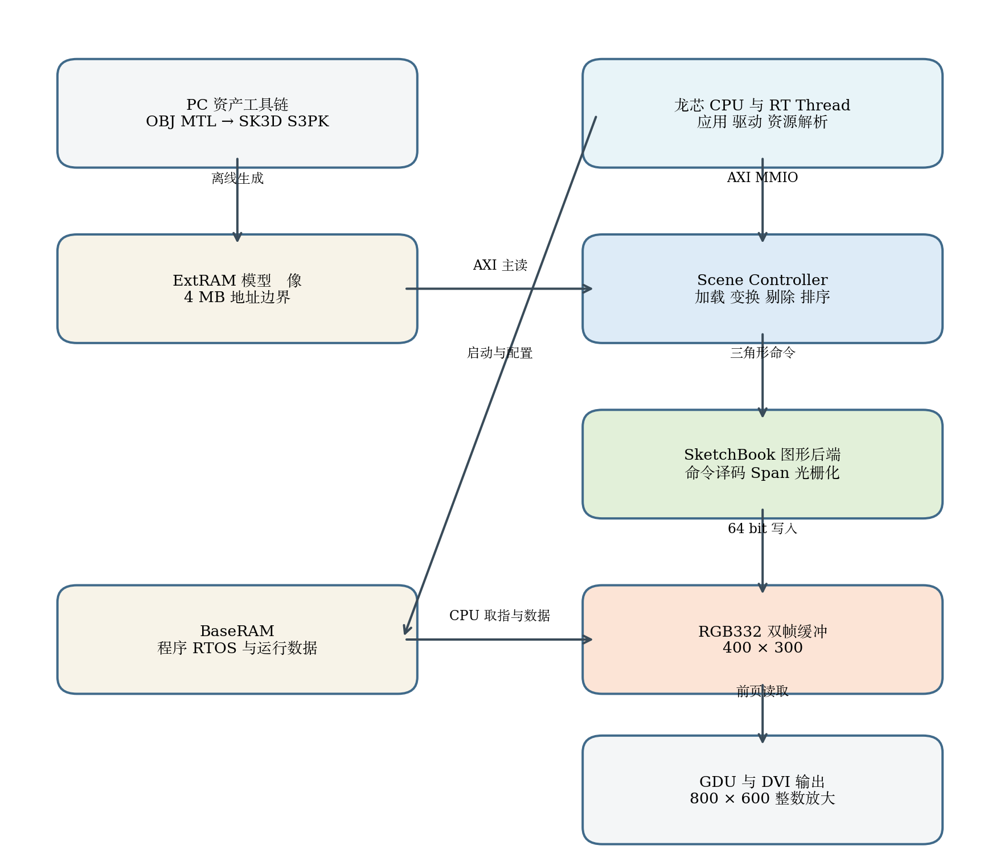 PC 资产工具链
OBJ MTL → SK3D S3PK
龙芯 CPU 与 RT Thread
应用 驱动 资源解析
离线生成
AXI MMIO
AXI 主读
ExtRAM 模型 像
4 MB 地址边界
Scene Controller
加载 变换 剔除 排序
启动与配置
三角形命令
SketchBook 图形后端
命令译码 Span 光栅化
64 bit 写入
CPU 取指与数据
BaseRAM
程序 RTOS 与运行数据
RGB332 双帧缓冲
400 × 300
前页读取
GDU 与 DVI 输出
800 × 600 整数放大